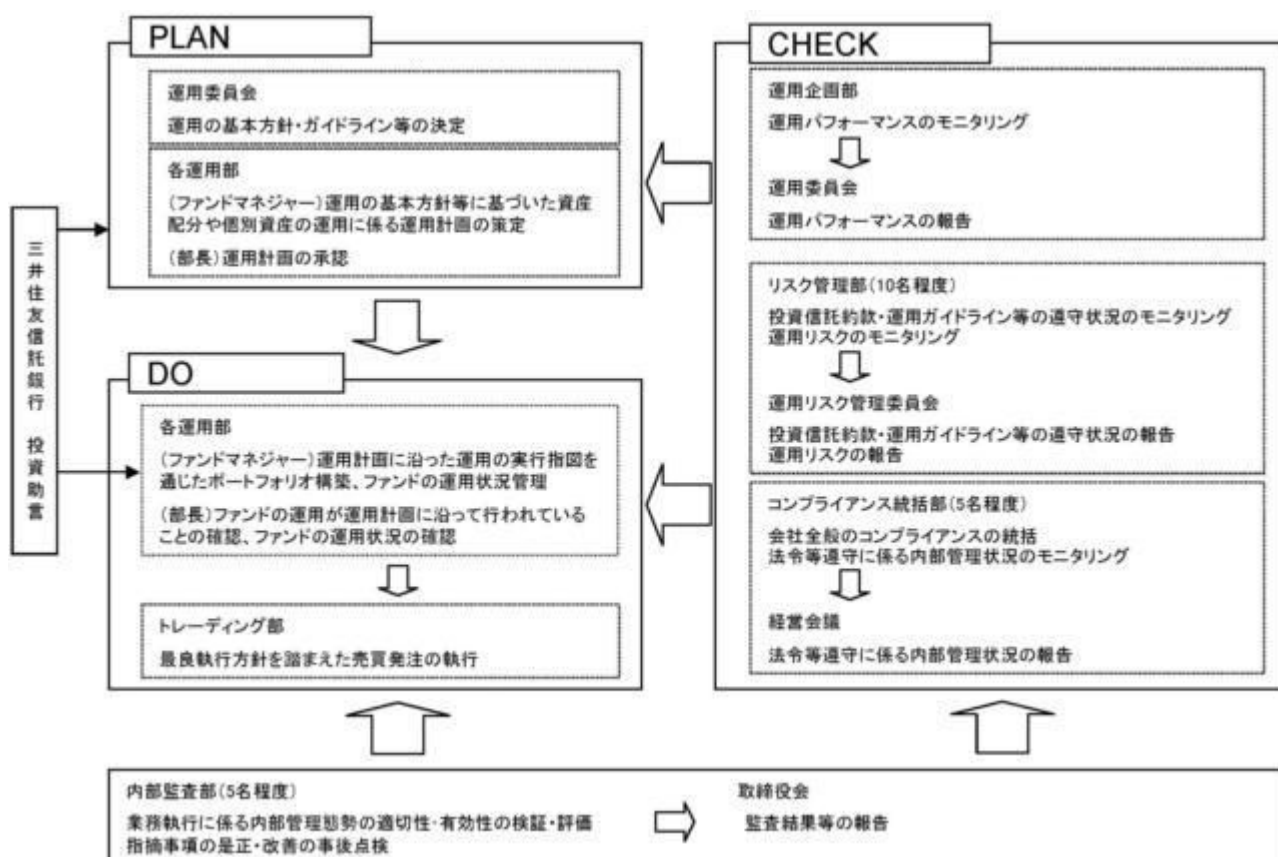 PLAN
運用委員会
運用の基本方針・ガイドライン等の決定
各運用部
(ファンドマネジャー)運用の基本方針等に基づいた資産
配分や個別資産の運用に係る運用計画の策定
(部長)運用計画の承認
三井住友信託銀行 投資助言
DO
各運用部
(ファンドマネジャー)運用計画に沿った運用の実行指図を
通じたポートフォリオ構築、ファンドの運用状況管理
(部長)ファンドの運用が運用計画に沿って行われている
ことの確認、ファンドの運用状況の確認
トレーディング部
最良執行方針を踏まえた売買発注の執行
CHECK
運用企画部
運用パフォーマンスのモニタリング
運用委員会
運用パフォーマンスの報告
リスク管理部(10名程度)
投資信託約款・運用ガイドライン等の遵守状況のモニタリング
運用リスクのモニタリング
運用リスク管理委員会
投資信託約款・運用ガイドライン等の遵守状況の報告
運用リスクの報告
コンプライアンス統括部(5名程度)
会社全般のコンプライアンスの統括
法令等遵守に係る内部管理状況のモニタリング
経営会議
法令等遵守に係る内部管理状況の報告
内部監査部(5名程度)
業務執行に係る内部管理態勢の適切性・有効性の検証・評価
指摘事項の是正・改善の事後点検
取締役会
監査結果等の報告